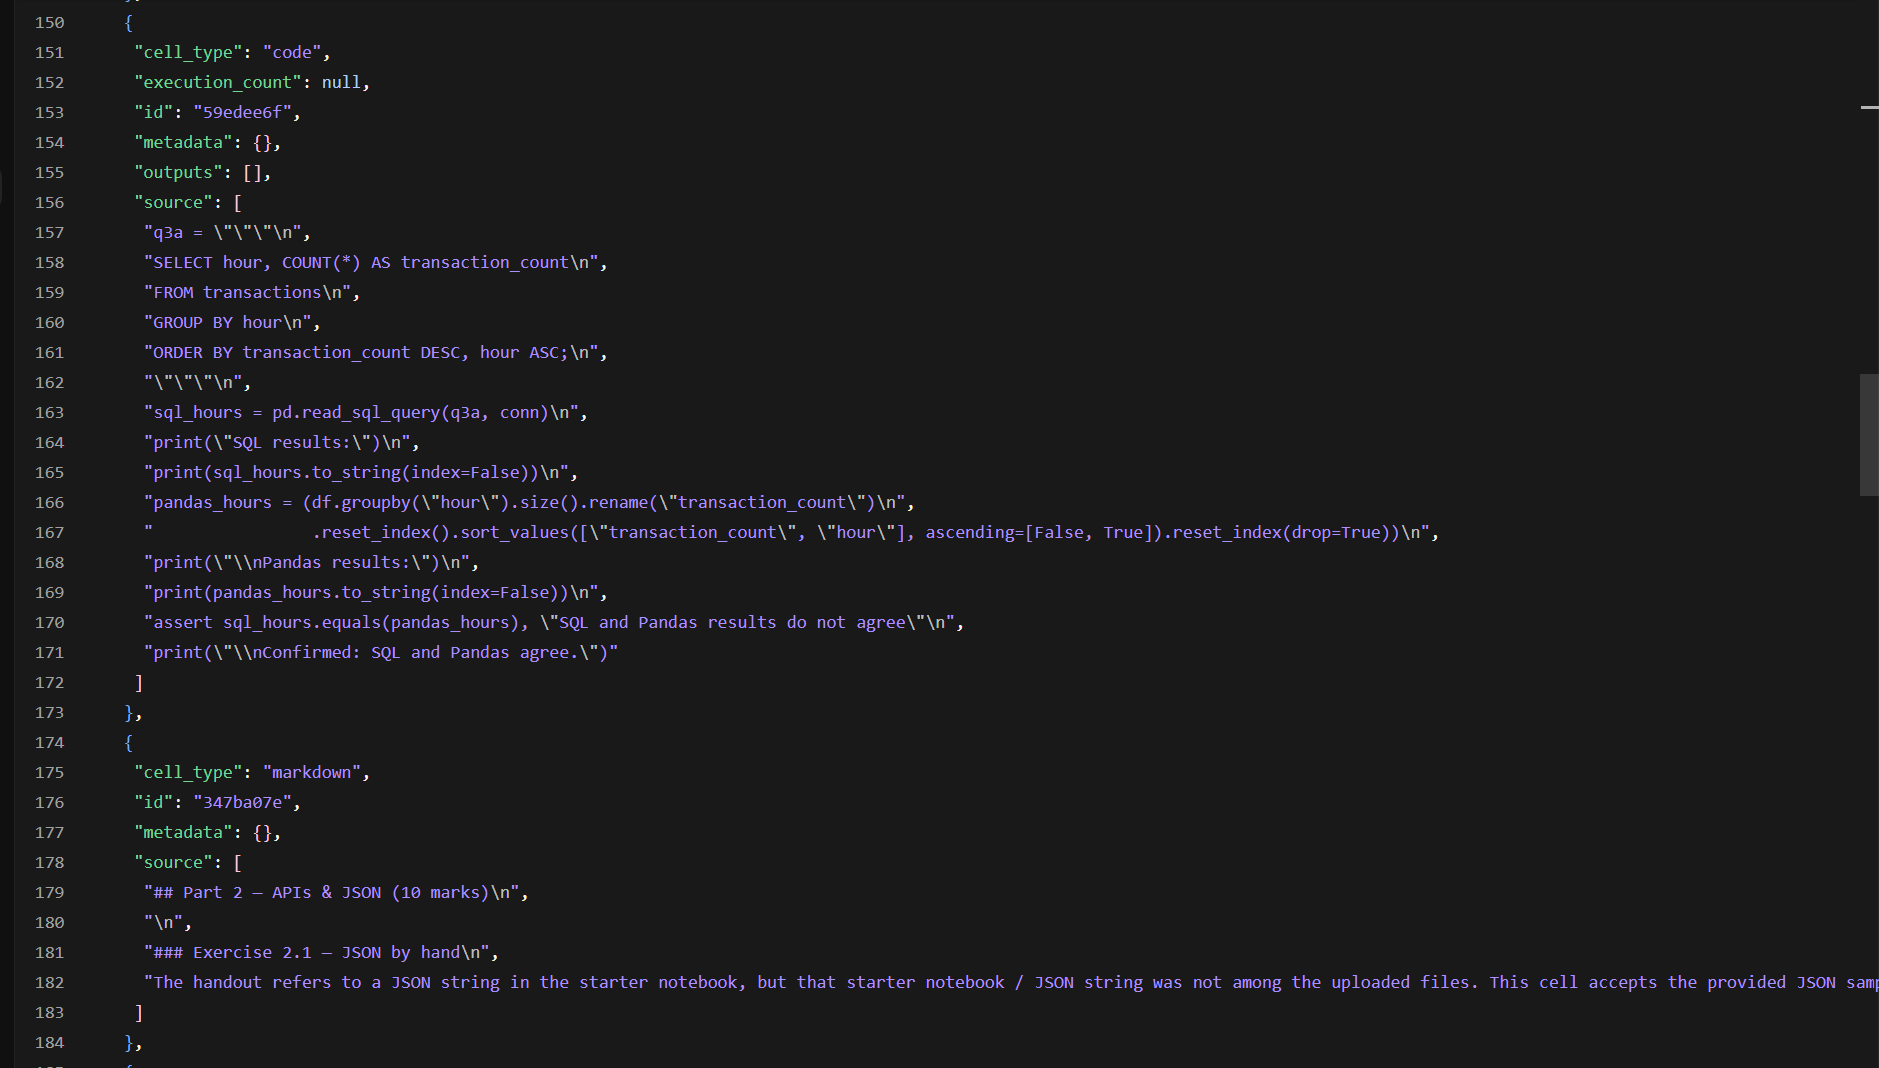 150 {
151 "cell_type": "code",
152 "execution_count": null,
153 "id": "59edee6f",
154 "metadata": {},
155 "outputs": [],
156 "source": [
157 "q3a = \"\"\"\n",
158 "SELECT hour, COUNT(*) AS transaction_count\n",
159 "FROM transactions\n",
160 "GROUP BY hour\n",
161 "ORDER BY transaction_count DESC, hour ASC;\n",
162 "\"\"\"\n",
163 "sql_hours = pd.read_sql_query(q3a, conn)\n",
164 "print(\"SQL results:\")\n",
165 "print(sql_hours.to_string(index=False))\n",
166 "pandas_hours = (df.groupby(\"hour\").size().rename(\"transaction_count\")\n",
167 "                .reset_index().sort_values([\"transaction_count\", \"hour\"], ascending=[False, True]).reset_index(drop=True))\n",
168 "print(\"\\nPandas results:\")\n",
169 "print(pandas_hours.to_string(index=False))\n",
170 "assert sql_hours.equals(pandas_hours), \"SQL and Pandas results do not agree\"\n",
171 "print(\"\\nConfirmed: SQL and Pandas agree.\")"
172 ]
173 },
174 {
175 "cell_type": "markdown",
176 "id": "347ba07e",
177 "metadata": {},
178 "source": [
179 "## Part 2 — APIs & JSON (10 marks)\n",
180 "\n",
181 "### Exercise 2.1 — JSON by hand\n",
182 "The handout refers to a JSON string in the starter notebook, but that starter notebook / JSON string was not among the uploaded files. This cell accepts the provided JSON
183 ]
184 },